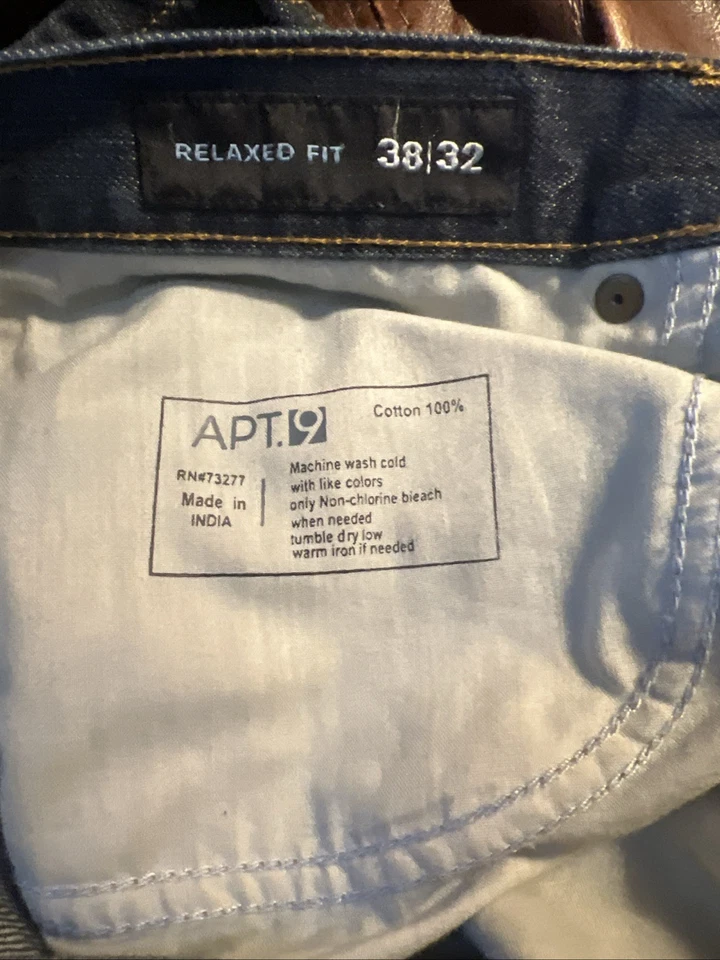 RELAXED FIT 38|32
APT.9
Cotton 100%
RN#73277
Made in
INDIA
Machine wash cold
with like colors
only Non-chlorine bleach
when needed
tumble dry low
warm iron if needed